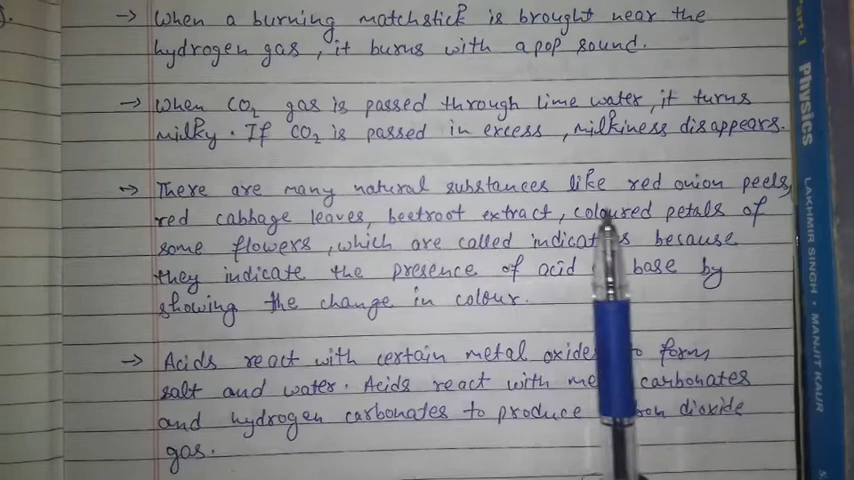 → When a burning matchstick is brought near the
hydrogen gas, it burns with a pop sound.
→ When CO₂ gas is passed through lime water, it turns
milky. If CO₂ is passed in excess, milkiness disappears.
→ There are many natural substances like red onion peels,
red cabbage leaves, beetroot extract, coloured petals of
some flowers, which are called indicat s because
they indicate the presence of acid base by
showing the change in colour.
→ Acids react with certain metal oxides to form
salt and water. Acids react with me carbonates
and hydrogen carbonates to produce dioxide
gas.
Part-1 Physics
LAKHMIR SINGH • MANJIT KAUR